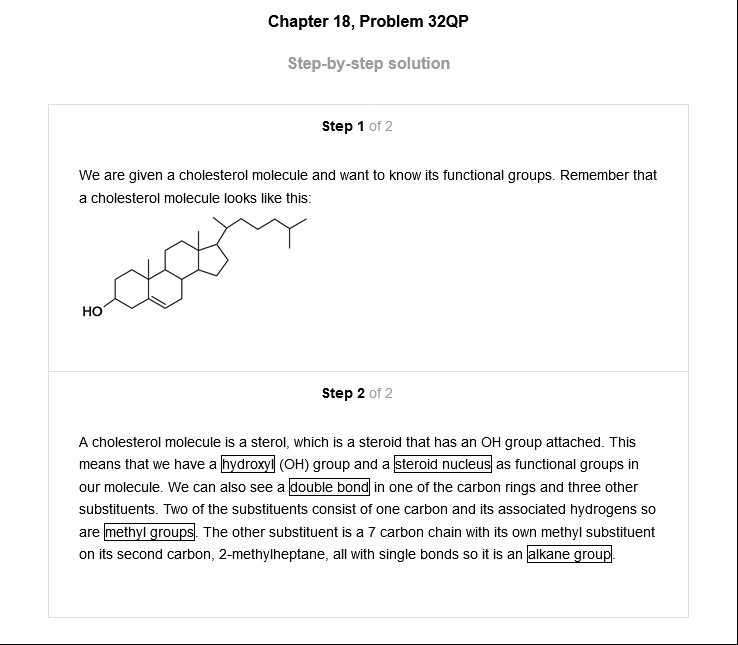 Chapter 18, Problem 32QP
Step-by-step solution
Step 1 of 2
We are given a cholesterol molecule and want to know its functional groups. Remember that
a cholesterol molecule looks like this:
HO
Step 2 of 2
A cholesterol molecule is a sterol, which is a steroid that has an OH group attached. This
means that we have a hydroxyl (OH) group and a steroid nucleus as functional groups in
our molecule. We can also see a double bond in one of the carbon rings and three other
substituents. Two of the substituents consist of one carbon and its associated hydrogens so
are methyl groups. The other substituent is a 7 carbon chain with its own methyl substituent
on its second carbon, 2-methylheptane, all with single bonds so it is an alkane group.